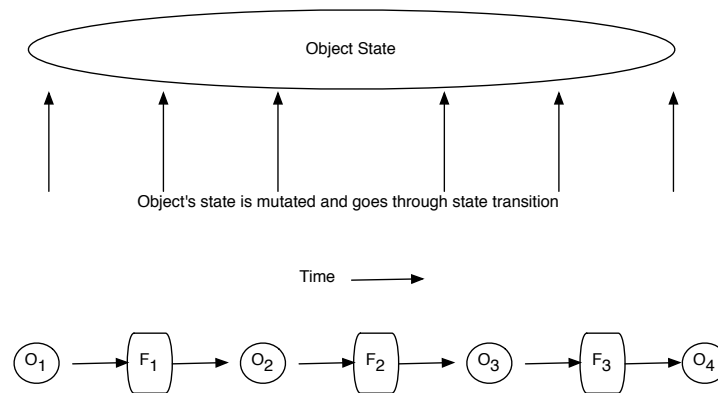 Object State
Object's state is mutated and goes through state transition
Time
O1 F1 O2 F2 O3 F3 O4